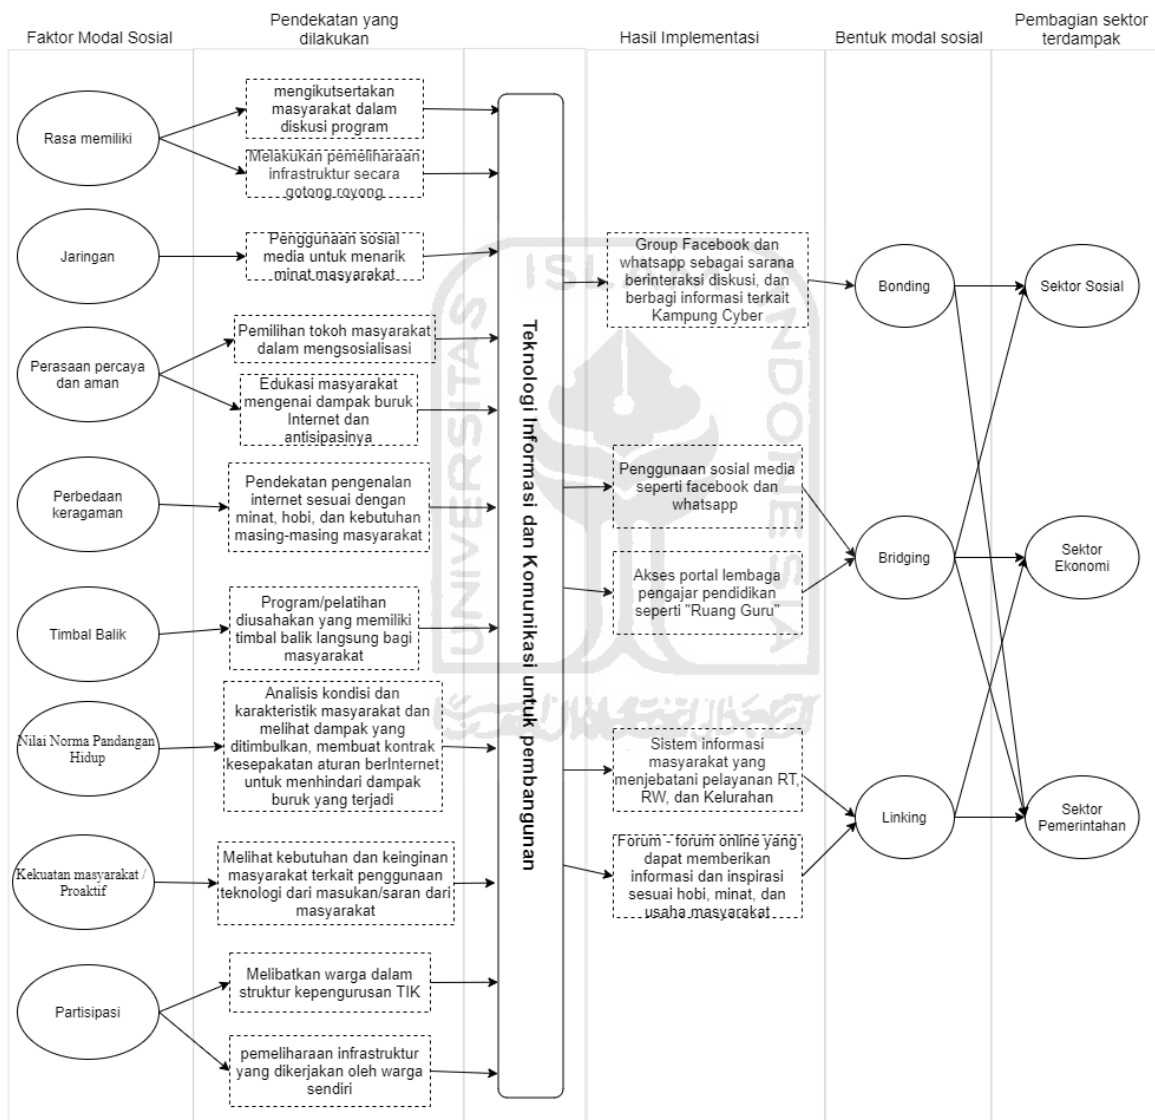 Faktor Modal Sosial
Pendekatan yang
dilakukan
Hasil Implementasi
Bentuk modal sosial
Pembagian sektor
terdampak
Rasa memiliki
mengikutsertakan
masyarakat dalam
diskusi program
Melakukan pemeliharaan
infrastruktur secara
gotong royong
Jaringan
Penggunaan sosial
media untuk menarik
minat masyarakat
Perasaan percaya
dan aman
Pemilihan tokoh masyarakat
dalam mengsosialisasi
Edukasi masyarakat
mengenai dampak buruk
Internet dan
antisipasinya
Perbedaan
keragaman
Pendekatan pengenalan
internet sesuai dengan
minat, hobi, dan kebutuhan
masing-masing masyarakat
Timbal Balik
Program/pelatihan
diusahakan yang memiliki
timbal balik langsung bagi
masyarakat
Nilai Norma Pandangan
Hidup
Analisis kondisi dan
karakteristik masyarakat dan
melihat dampak yang
ditimbulkan, membuat kontrak
kesepakatan aturan berInternet
untuk menhindari dampak
buruk yang terjadi
Kekuatan masyarakat /
Proaktif
Melihat kebutuhan dan keinginan
masyarakat terkait penggunaan
teknologi dari masukan/saran dari
masyarakat
Partisipasi
Melibatkan warga dalam
struktur kepengurusan TIK
pemeliharaan infrastruktur
yang dikerjakan oleh warga
sendiri
Teknologi Informasi dan Komunikasi untuk pembangunan
Group Facebook dan
whatsapp sebagai sarana
berinteraksi diskusi, dan
berbagi informasi terkait
Kampung Cyber
Penggunaan sosial media
seperti facebook dan
whatsapp
Akses portal lembaga
pengajar pendidikan
seperti "Ruang Guru"
Sistem informasi
masyarakat yang
menjebatani pelayanan RT,
RW, dan Kelurahan
Forum - forum online yang
dapat memberikan
informasi dan inspirasi
sesuai hobi, minat, dan
usaha masyarakat
Bonding
Bridging
Linking
Sektor Sosial
Sektor
Ekonomi
Sektor
Pemerintahan
UNIVERSITAS
ISLAM
INDONESIA